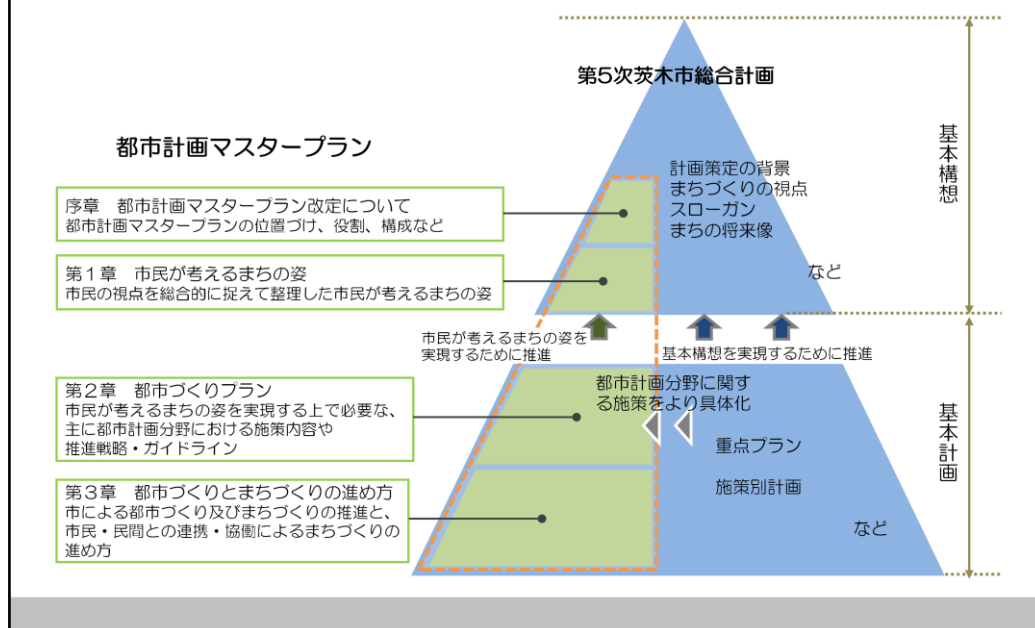 第5次茨木市総合計画
都市計画マスタープラン
序章　都市計画マスタープラン改定について
都市計画マスタープランの位置づけ、役割、構成など
第１章　市民が考えるまちの姿
市民の視点を総合的に捉えて整理した市民が考えるまちの姿
計画策定の背景
まちづくりの視点
スローガン
まちの将来像
など
基本構想
市民が考えるまちの姿を
実現するために推進
基本構想を実現するために推進
第２章　都市づくりプラン
市民が考えるまちの姿を実現する上で必要な、
主に都市計画分野における施策内容や
推進戦略・ガイドライン
第３章　都市づくりとまちづくりの進め方
市による都市づくり及びまちづくりの推進と、
市民・民間との連携・協働によるまちづくりの
進め方
都市計画分野に関す
る施策をより具体化
重点プラン
施策別計画
など
基本計画